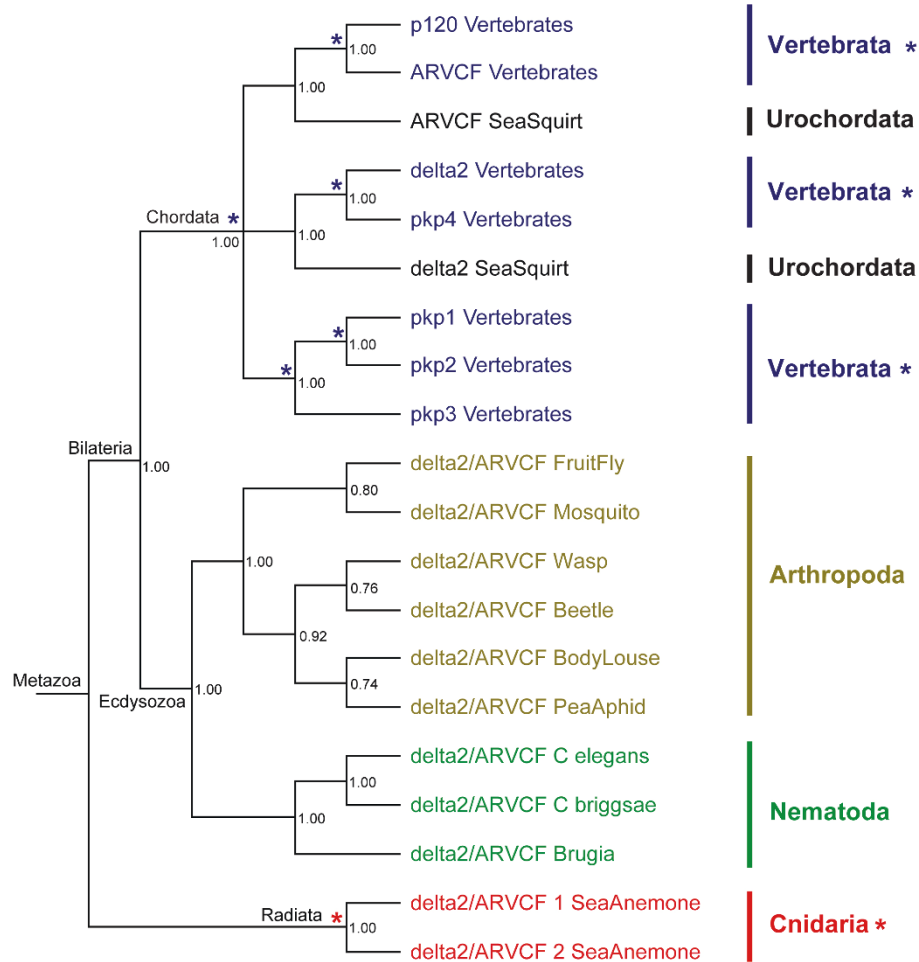 p120 Vertebrates
* 1.00
Vertebrata *
ARVCF Vertebrates
1.00
ARVCF SeaSquirt
Urochordata
delta2 Vertebrates
* 1.00
Vertebrata *
pkp4 Vertebrates
Chordata *
1.00
1.00
delta2 SeaSquirt
Urochordata
pkp1 Vertebrates
* 1.00
pkp2 Vertebrates
Vertebrata *
* 1.00
pkp3 Vertebrates
Bilateria
1.00
delta2/ARVCF FruitFly
0.80
delta2/ARVCF Mosquito
1.00
delta2/ARVCF Wasp
0.76
Arthropoda
delta2/ARVCF Beetle
0.92
delta2/ARVCF BodyLouse
0.74
Metazoa
Ecdysozoa
1.00
delta2/ARVCF PeaAphid
delta2/ARVCF C elegans
1.00
delta2/ARVCF C briggsae
Nematoda
1.00
delta2/ARVCF Brugia
delta2/ARVCF 1 SeaAnemone
Radiata *
1.00
Cnidaria *
delta2/ARVCF 2 SeaAnemone